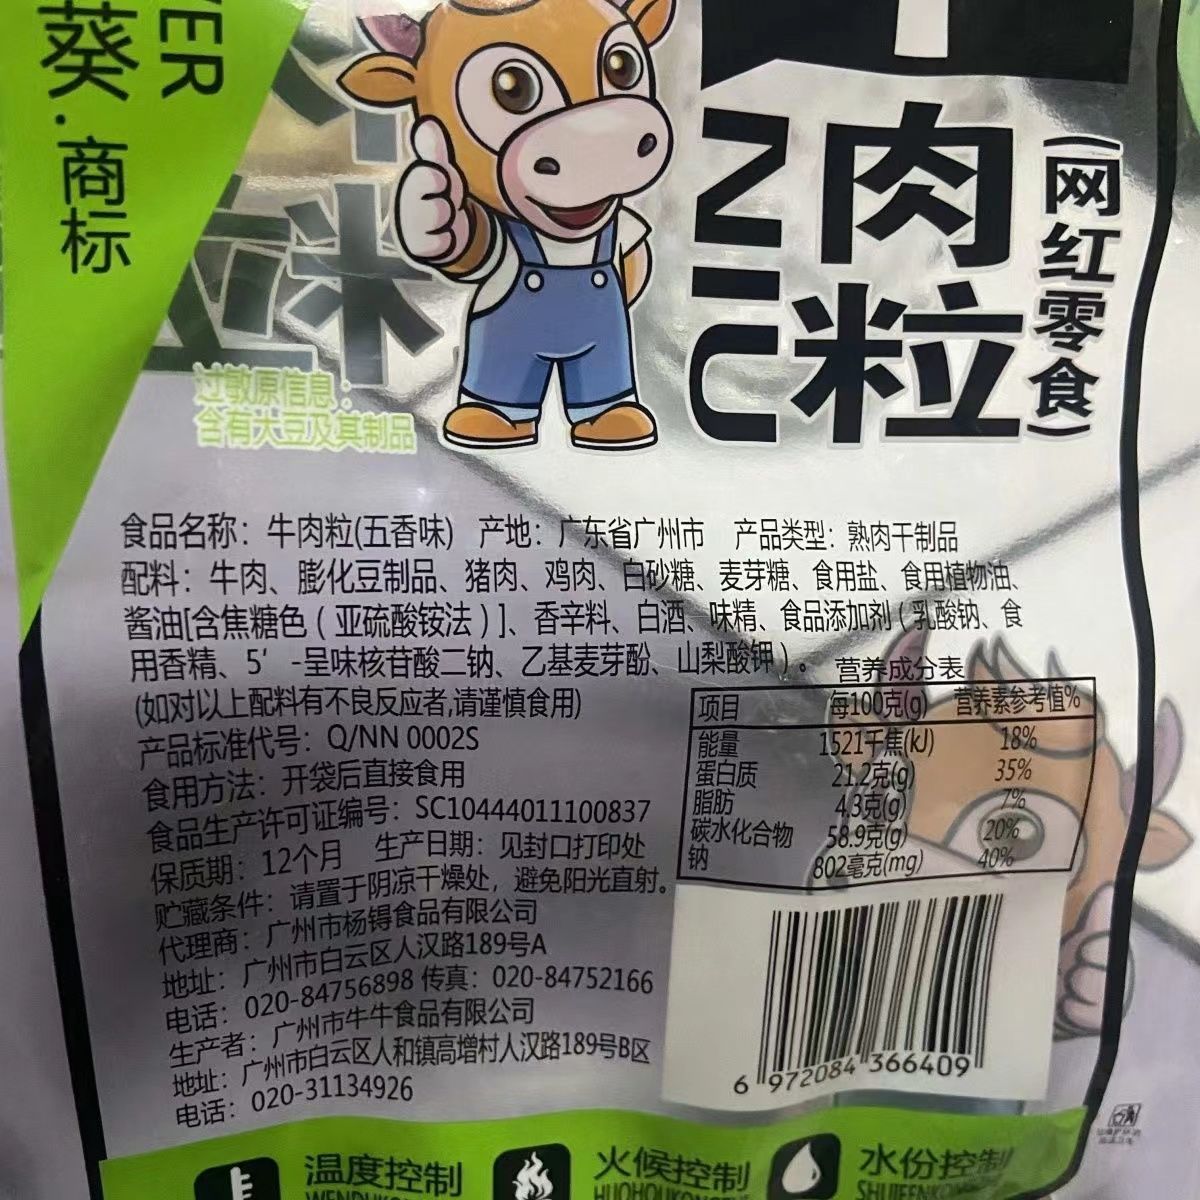 葵·商标
VER
肉粒
(网红零食)
粒
过敏原信息：
含有大豆及其制品
食品名称：牛肉粒(五香味) 产地：广东省广州市 产品类型：熟肉干制品
配料：牛肉、膨化豆制品、猪肉、鸡肉、白砂糖、麦芽糖、食用盐、食用植物油、
酱油[含焦糖色（亚硫酸铵法）]、香辛料、白酒、味精、食品添加剂（乳酸钠、食
用香精、5'-呈味核苷酸二钠、乙基麦芽酚、山梨酸钾）。
(如对以上配料有不良反应者,请谨慎食用)
产品标准代号：Q/NN 0002S
食用方法：开袋后直接食用
食品生产许可证编号：SC10444011100837
保质期：12个月 生产日期：见封口打印处
贮藏条件：请置于阴凉干燥处，避免阳光直射。
代理商：广州市杨锝食品有限公司
地址：广州市白云区人汉路189号A
电话：020-84756898 传真：020-84752166
生产者：广州市牛牛食品有限公司
地址：广州市白云区人和镇高增村人汉路189号B区
电话：020-31134926
营养成分表
项目 每100克(g) 营养素参考值%
能量 1521千焦(kJ) 18%
蛋白质 21.2克(g) 35%
脂肪 4.3克(g) 7%
碳水化合物 58.9克(g) 20%
钠 802毫克(mg) 40%
6 972084 366409
温度控制
火候控制
水份控制